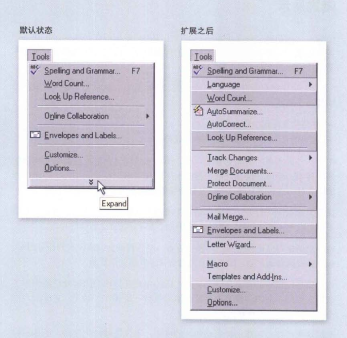 默认状态
Tools
ABC
Spelling and Grammar... F7
Word Count...
Look Up Reference...
Online Collaboration
Envelopes and Labels...
Customize...
Options...
Expand
扩展之后
Tools
ABC
Spelling and Grammar... F7
Language
Word Count...
AutoSummarize...
AutoCorrect...
Look Up Reference...
Track Changes
Merge Documents...
Protect Document...
Online Collaboration
Mail Merge...
Envelopes and Labels...
Letter Wizard...
Macro
Templates and Add-Ins...
Customize...
Options...